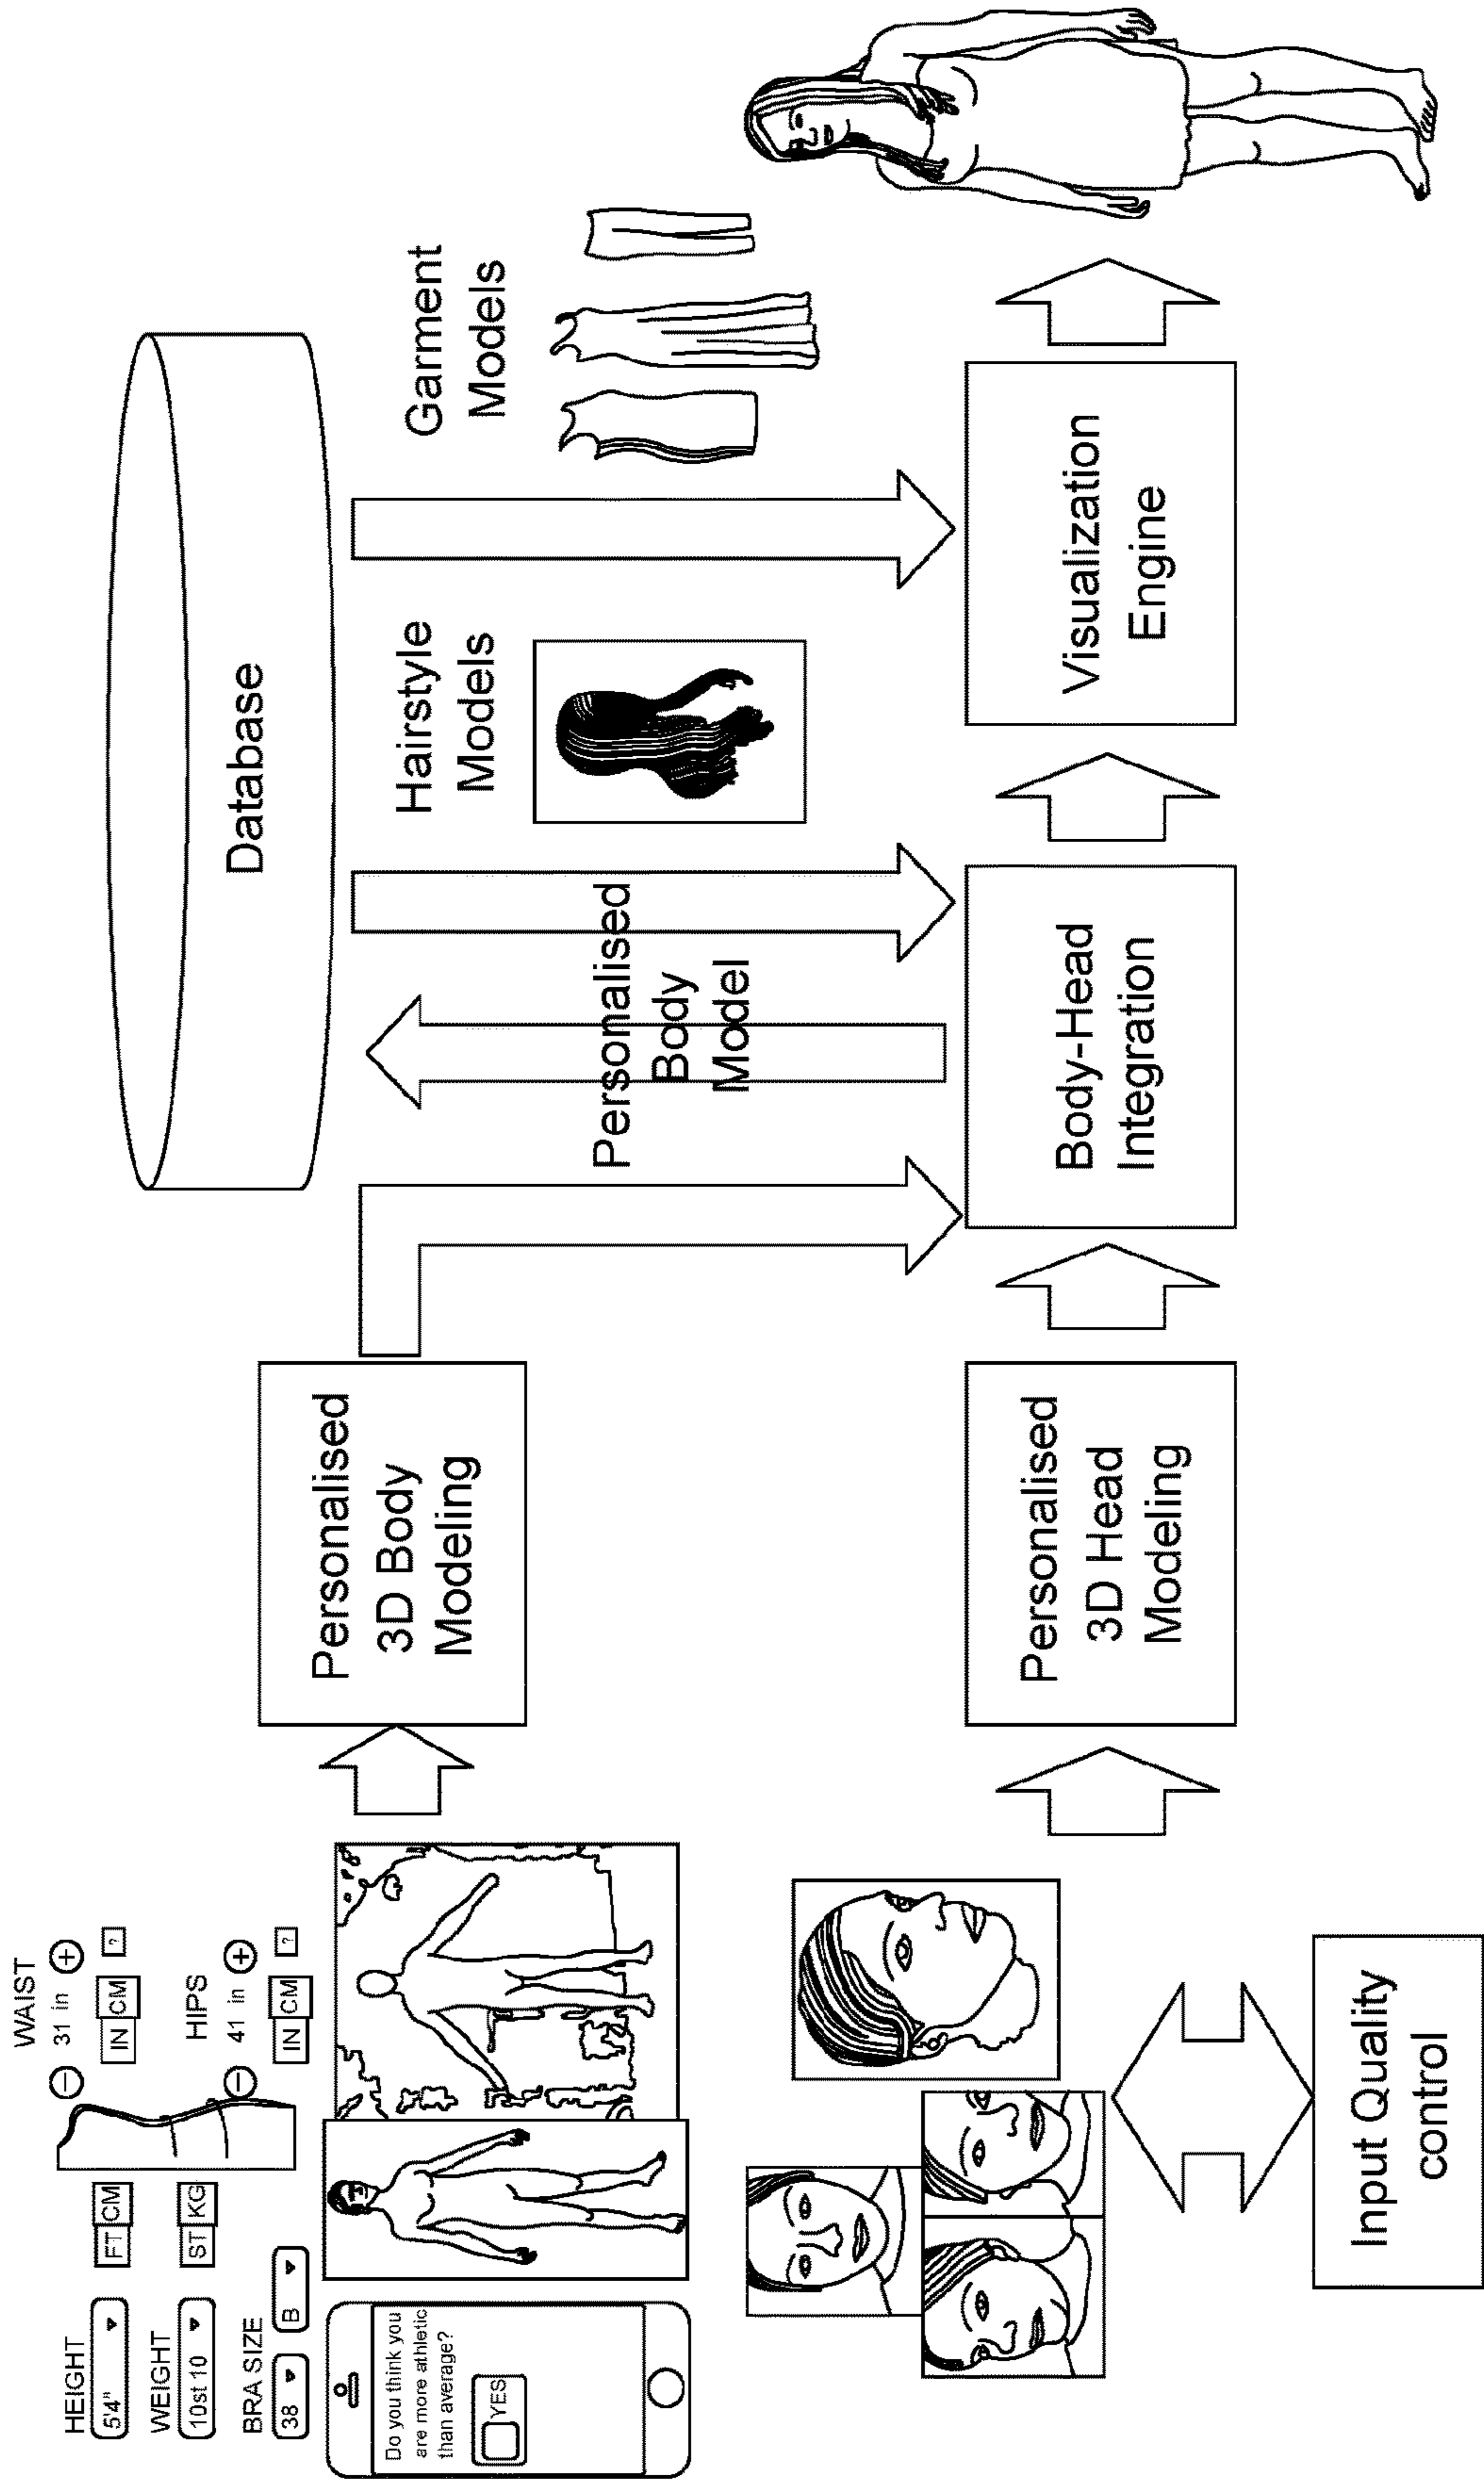 HEIGHT
5'4"
FT CM
WEIGHT
10st 10
ST KG
BRA SIZE
38
B
WAIST
31 in
IN CM
?
HIPS
41 in
IN CM
?
Do you think you
are more athletic
than average?
YES
Personalised
3D Body
Modeling
Database
Personalised
Body
Model
Hairstyle
Models
Garment
Models
Input Quality
control
Personalised
3D Head
Modeling
Body-Head
Integration
Visualization
Engine